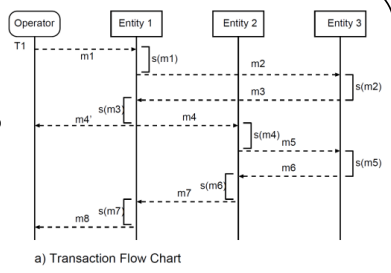 Operator Entity 1 Entity 2 Entity 3
T1
m1 s(m1)
m2
s(m2)
m3
s(m3)
m4' m4
s(m4)
m5
s(m5)
m6
s(m6)
m7
s(m7)
m8
a) Transaction Flow Chart